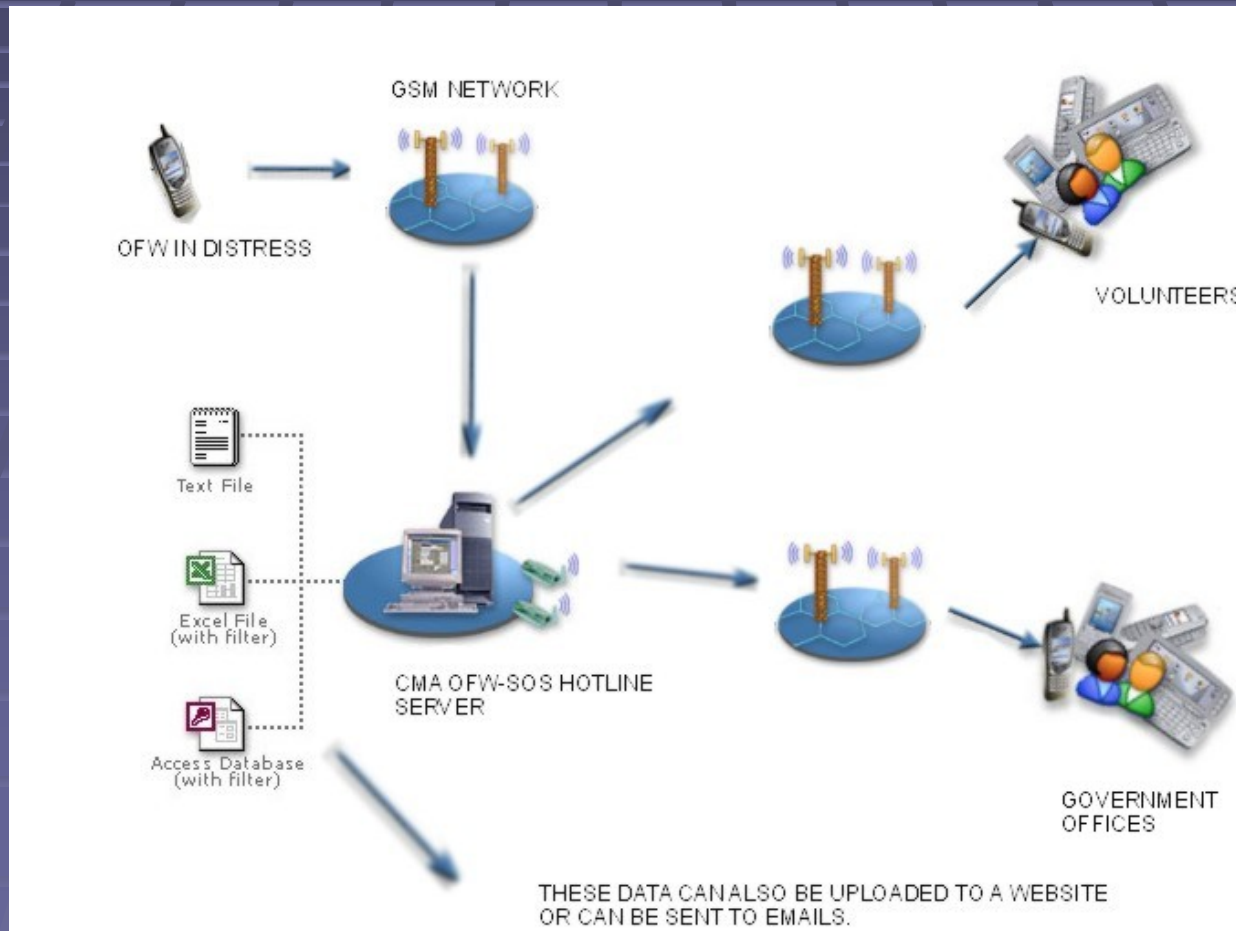 GSM NETWORK
OFW IN DISTRESS
VOLUNTEERS
Text File
Excel File
(with filter)
CMA OFW-SOS HOTLINE
SERVER
Access Database
(with filter)
GOVERNMENT
OFFICES
THESE DATA CAN ALSO BE UPLOADED TO A WEBSITE
OR CAN BE SENT TO EMAILS.